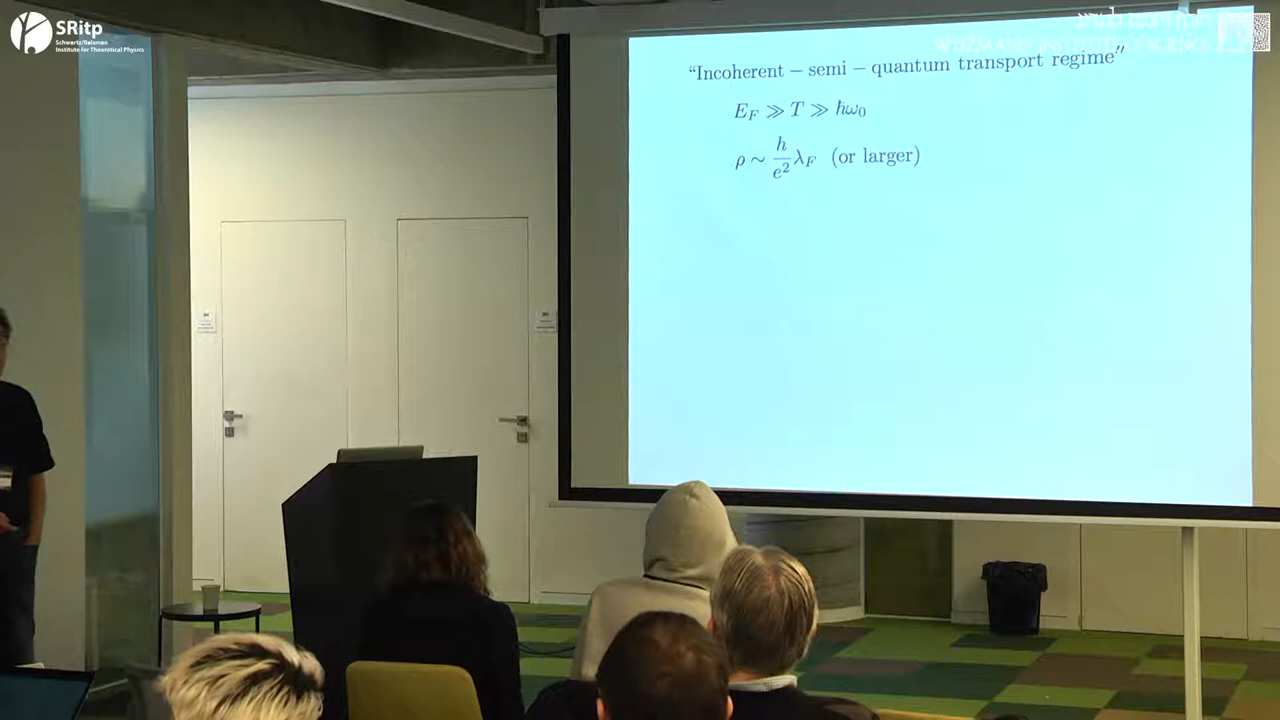 SRitp
Schwartz/Reisman
Institute for Theoretical Physics
WEIZMANN INSTITUTE OF SCIENCE
“Incoherent – semi – quantum transport regime”
E_F ≫ T ≫ ℏω_0
ρ ∼ h/e² λ_F (or larger)